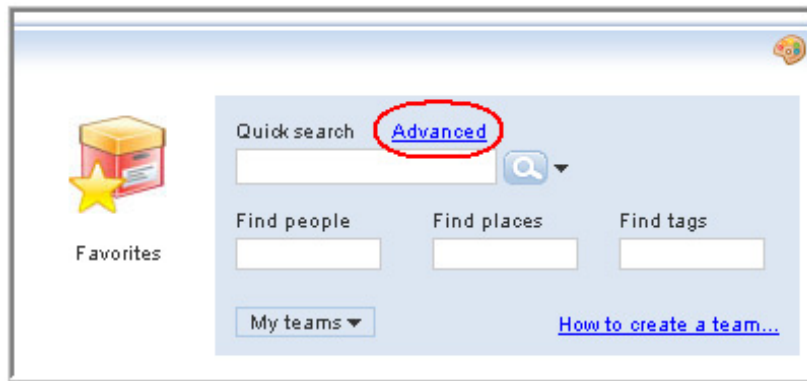 Quick search Advanced
Find people Find places Find tags
Favorites
My teams How to create a team...